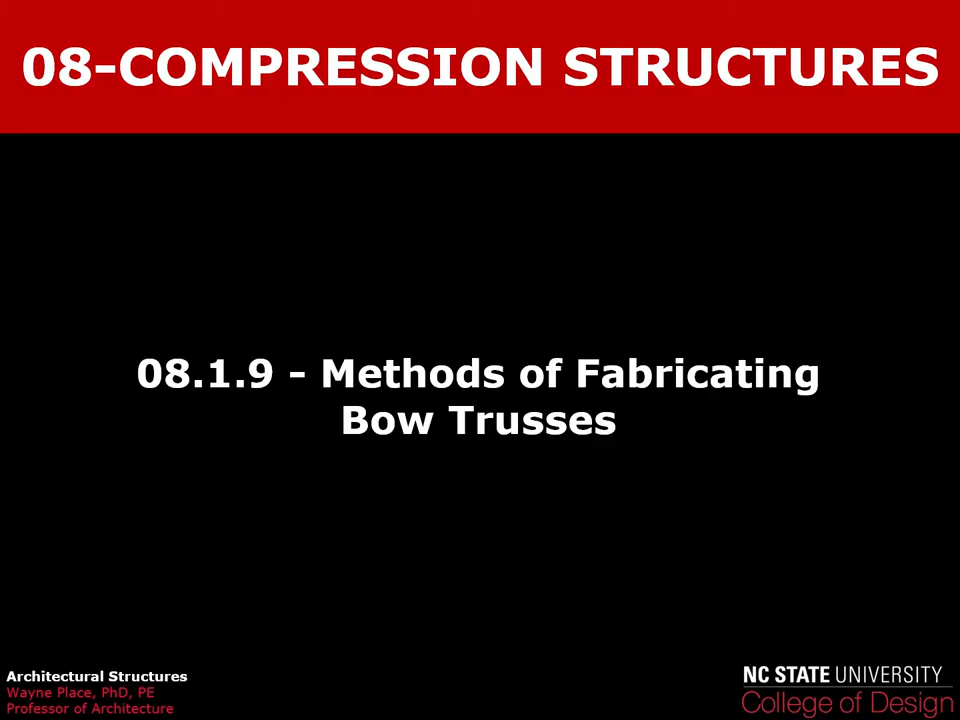 08-COMPRESSION STRUCTURES
08.1.9 - Methods of Fabricating
Bow Trusses
Architectural Structures
Wayne Place, PhD, PE
Professor of Architecture
NC STATE UNIVERSITY
College of Design